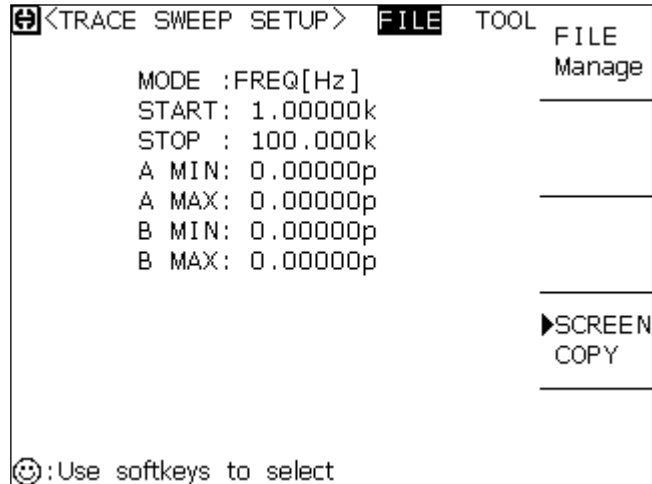 <TRACE SWEEP SETUP> FILE TOOL
FILE
Manage
MODE :FREQ[Hz]
START: 1.00000k
STOP : 100.000k
A MIN: 0.00000p
A MAX: 0.00000p
B MIN: 0.00000p
B MAX: 0.00000p
SCREEN
COPY
:Use softkeys to select